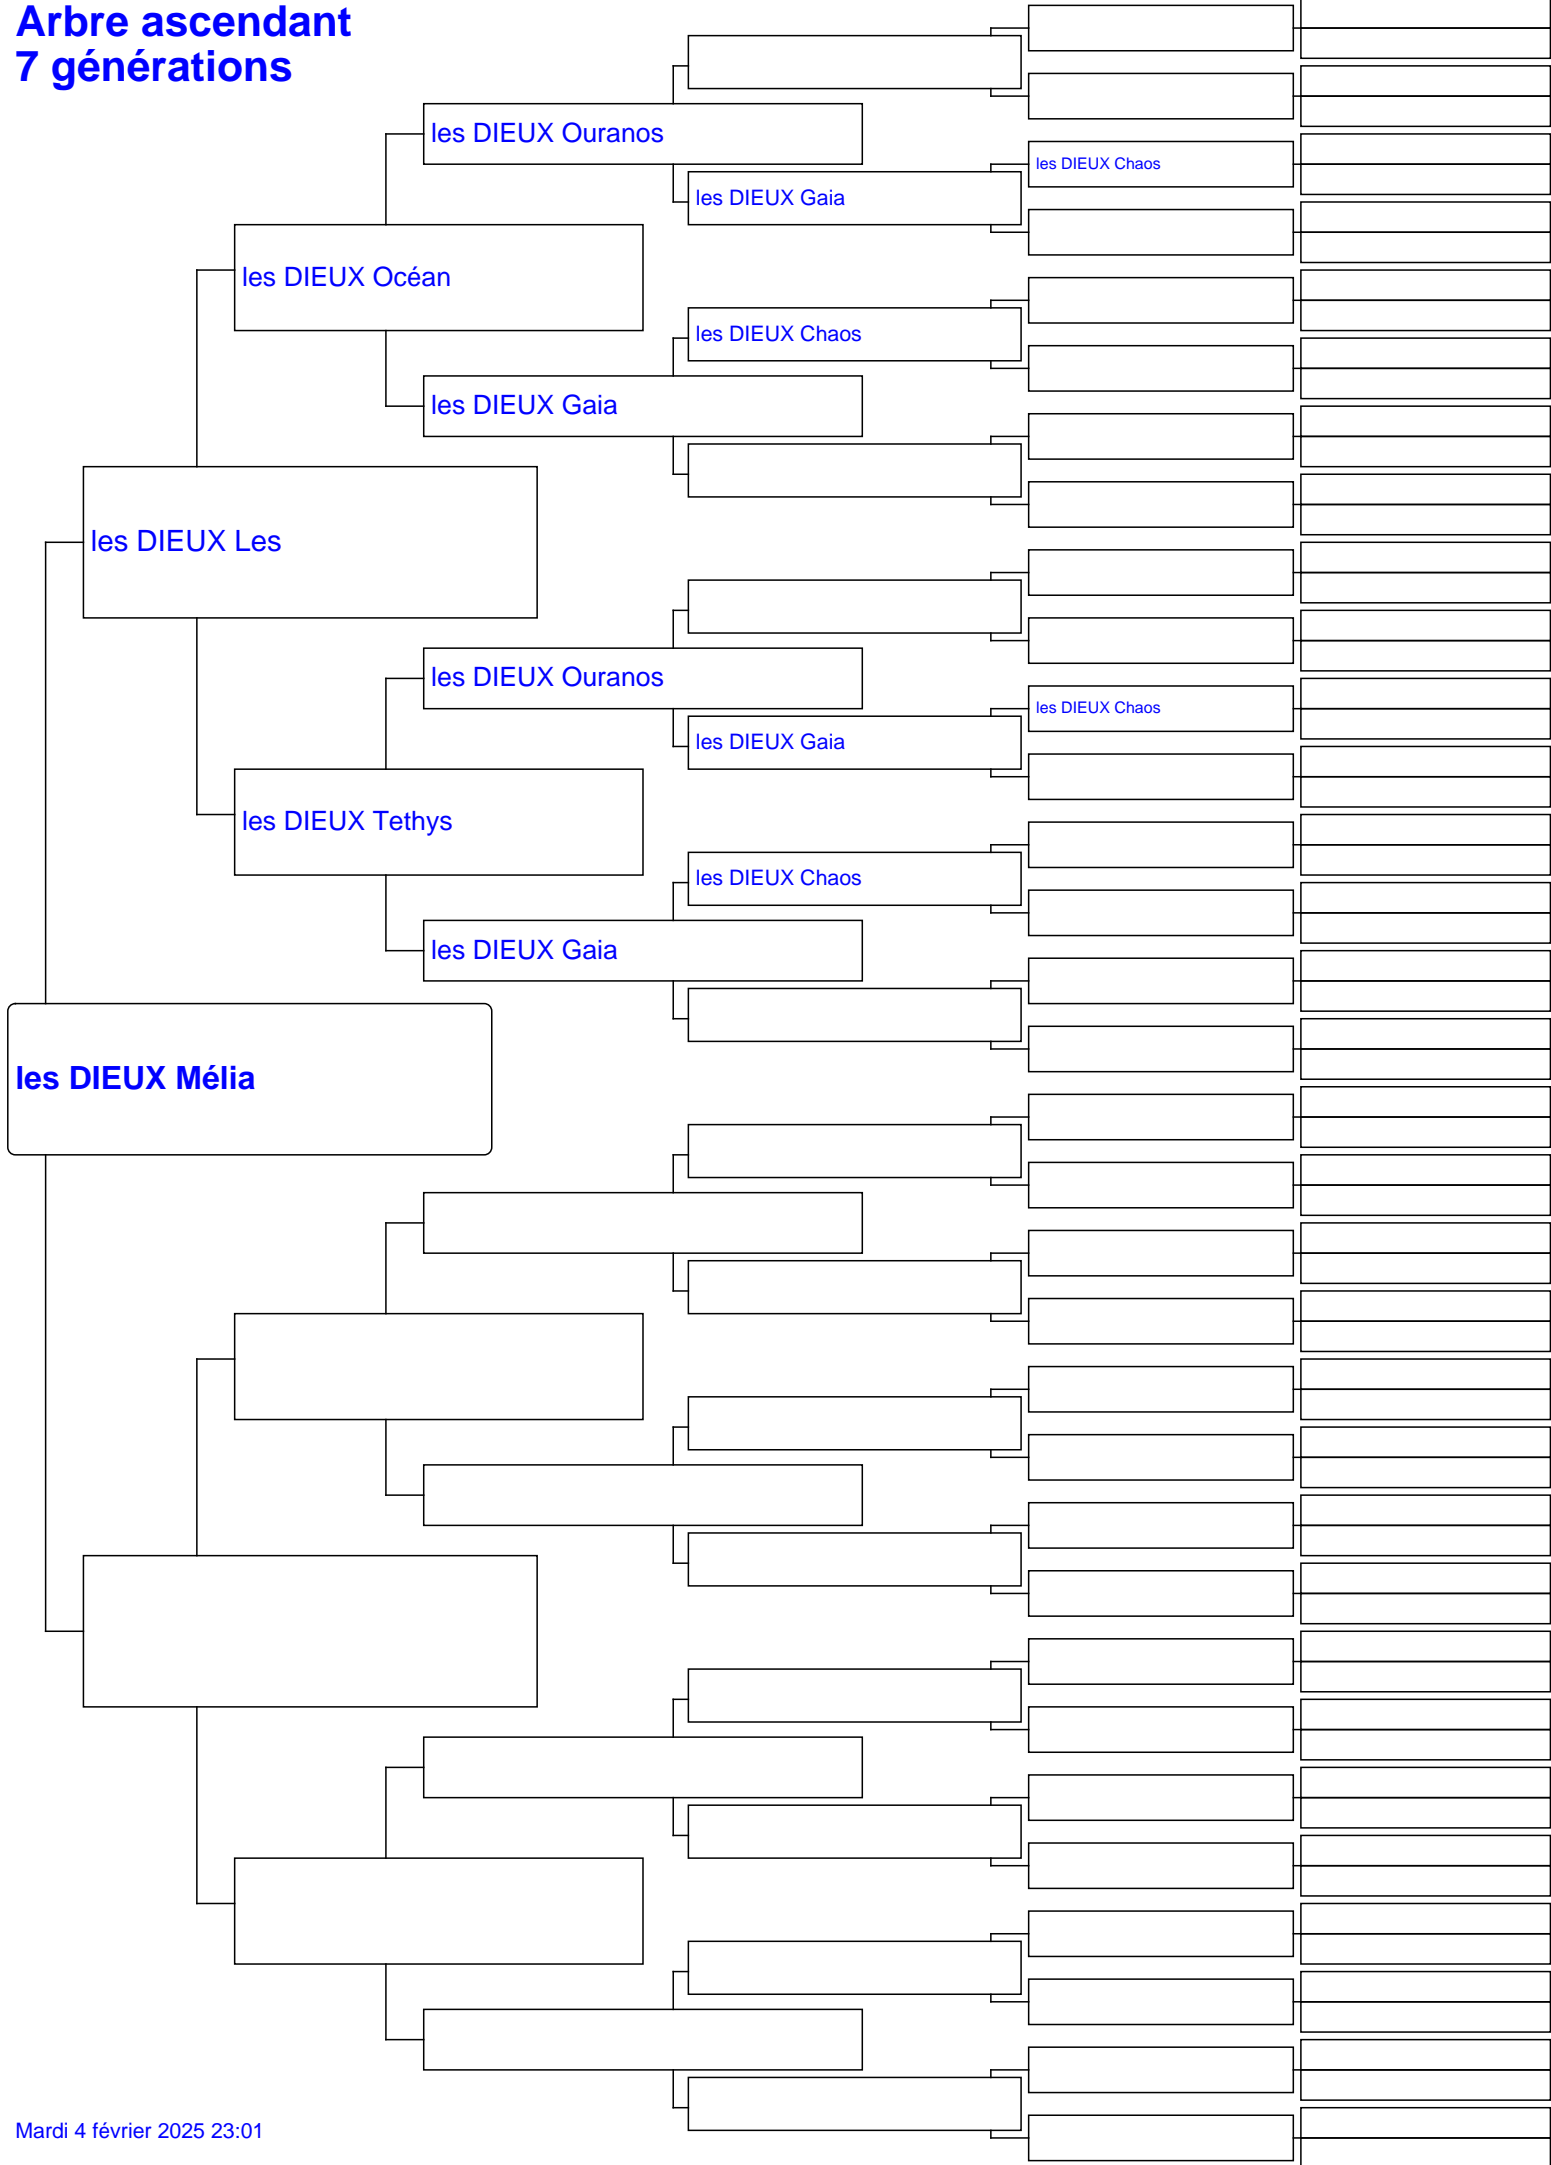 Arbre ascendant
7 générations
les DIEUX Ouranos
les DIEUX Chaos
les DIEUX Gaia
les DIEUX Océan
les DIEUX Chaos
les DIEUX Gaia
les DIEUX Les
les DIEUX Ouranos
les DIEUX Chaos
les DIEUX Gaia
les DIEUX Tethys
les DIEUX Chaos
les DIEUX Gaia
les DIEUX Mélia
Mardi 4 février 2025 23:01